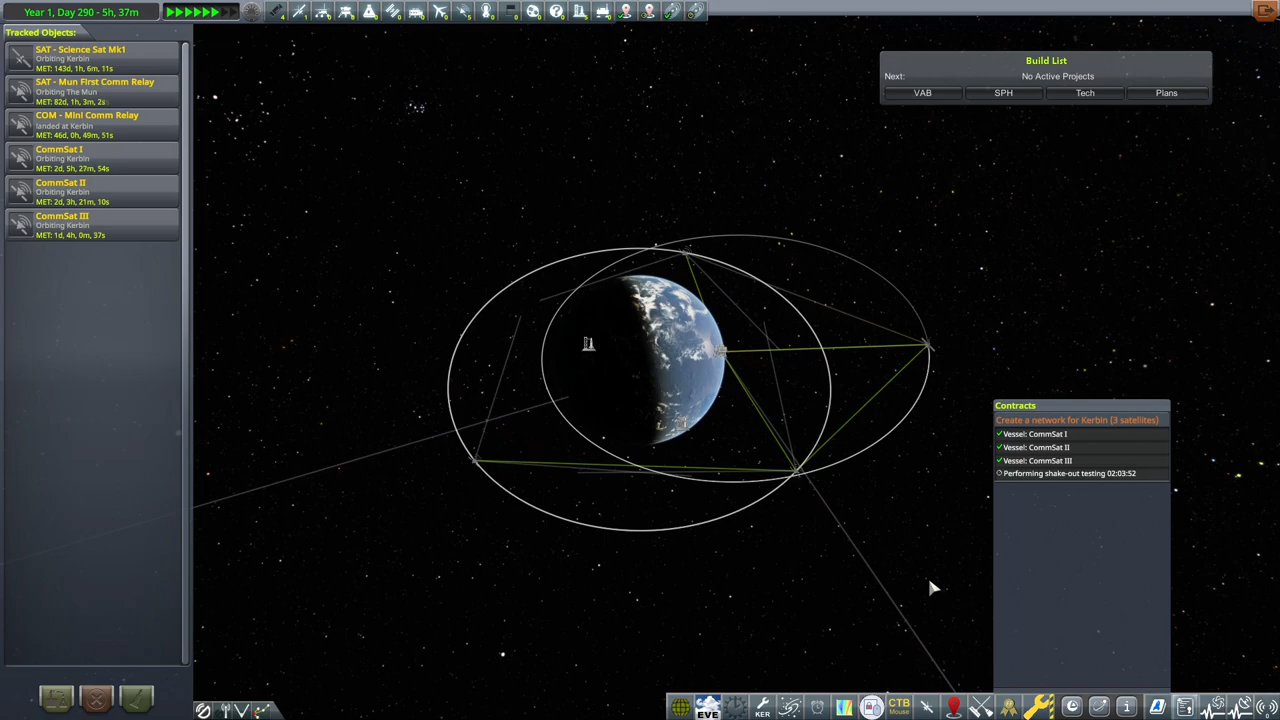 Year 1, Day 290 - 5h, 37m
Tracked Objects:
SAT - Science Sat Mk1
Orbiting Kerbin
MET: 143d, 1h, 6m, 11s
SAT - Mun First Comm Relay
Orbiting The Mun
MET: 82d, 1h, 3m, 2s
COM - Mini Comm Relay
landed at Kerbin
MET: 46d, 0h, 49m, 51s
CommSat I
Orbiting Kerbin
MET: 2d, 5h, 27m, 54s
CommSat II
Orbiting Kerbin
MET: 2d, 3h, 21m, 10s
CommSat III
Orbiting Kerbin
MET: 1d, 4h, 0m, 37s
Build List
Next: No Active Projects
VAB SPH Tech Plans
Contracts
Create a network for Kerbin (3 satellites)
Vessel: CommSat I
Vessel: CommSat II
Vessel: CommSat III
Performing shake-out testing 02:03:52
EVE KER CTB
Mouse